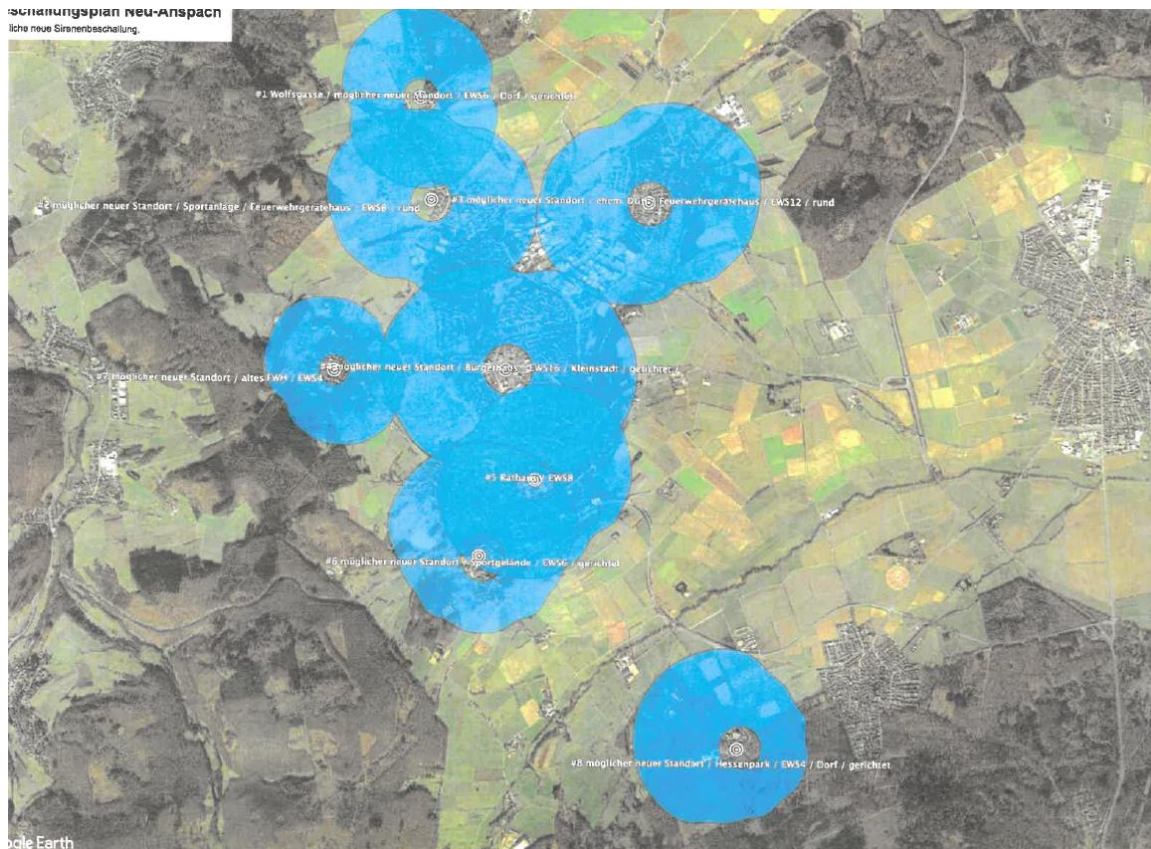 schallungsplan Neu-Anspach
liche neue Sirenenbeschallung.
#1 Wolfsgasse / möglicher neuer Standort / EWS6 / Dorf / gerichtet
#2 möglicher neuer Standort / Sportanlage / Feuerwehrgerätehaus / EWS8 / rund
#3 möglicher neuer Standort / ehem. Feuerwehrgerätehaus / EWS12 / rund
möglicher neuer Standort / Bürgerhaus / EWS16 / Kleinstadt / gerichtet /
#7 möglicher neuer Standort / altes FWH / EWS4
#5 Rathaus / EWS8
#6 möglicher neuer Standort / Sportgelände / EWS6 / gerichtet
#8 möglicher neuer Standort / Hessenpark / EWS4 / Dorf / gerichtet
ogle Earth